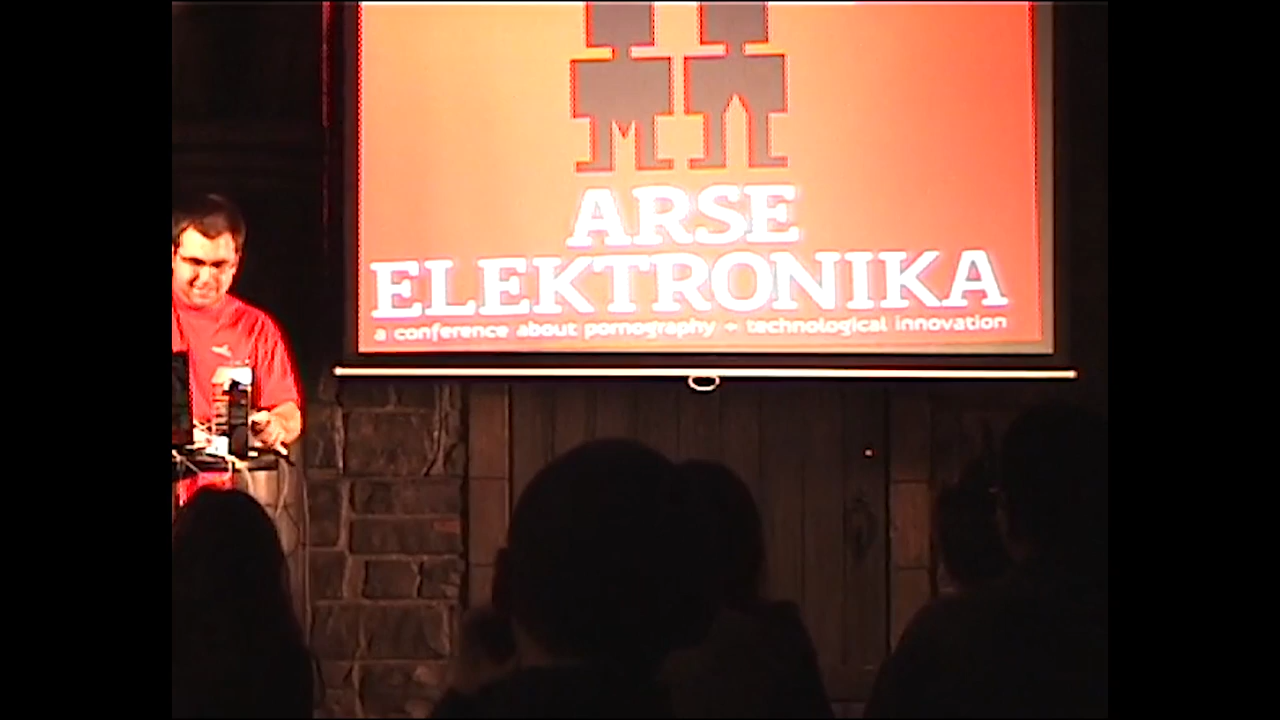 ARSE
ELEKTRONIKA
a conference about pornography + technological innovation